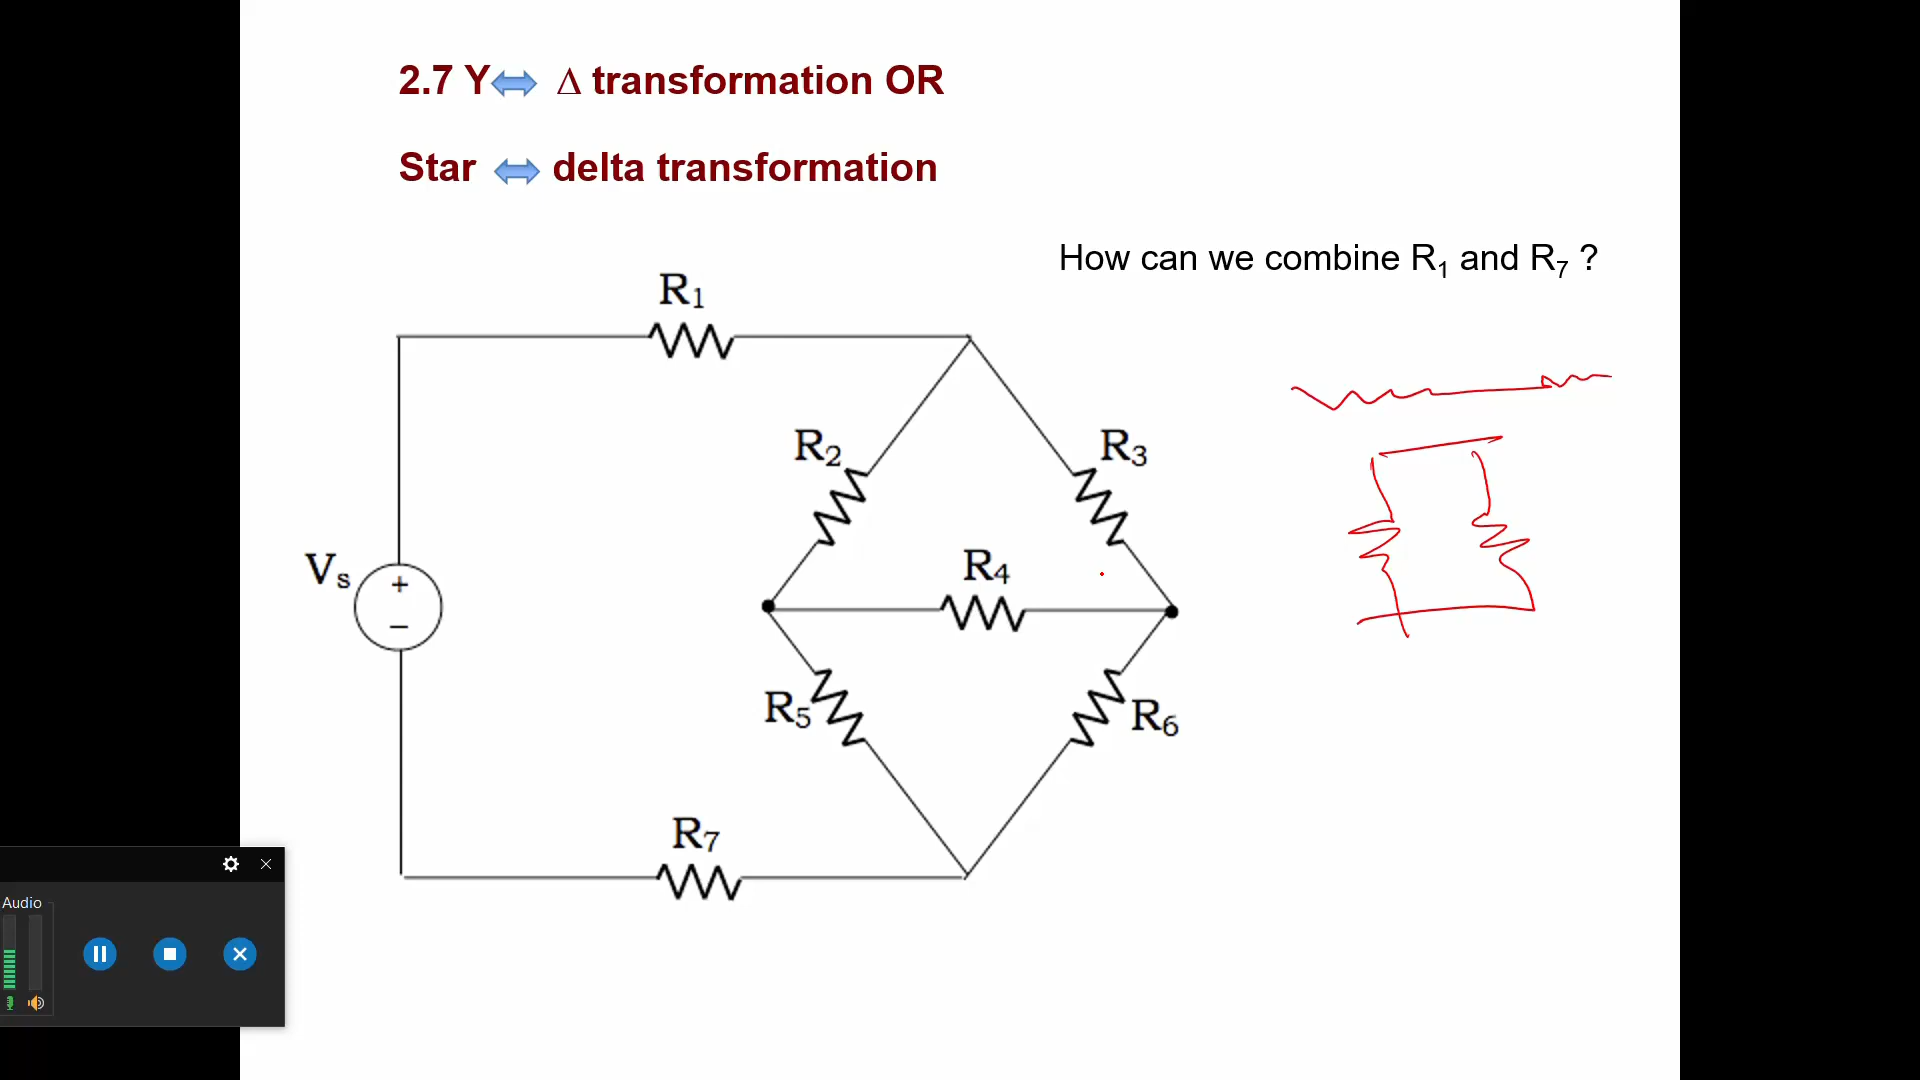 2.7 Y ⇔ Δ transformation OR
Star ⇔ delta transformation
How can we combine R₁ and R₇ ?
R₁
R₂
R₃
R₄
Vₛ
+
−
R₅
R₆
R₇
Audio